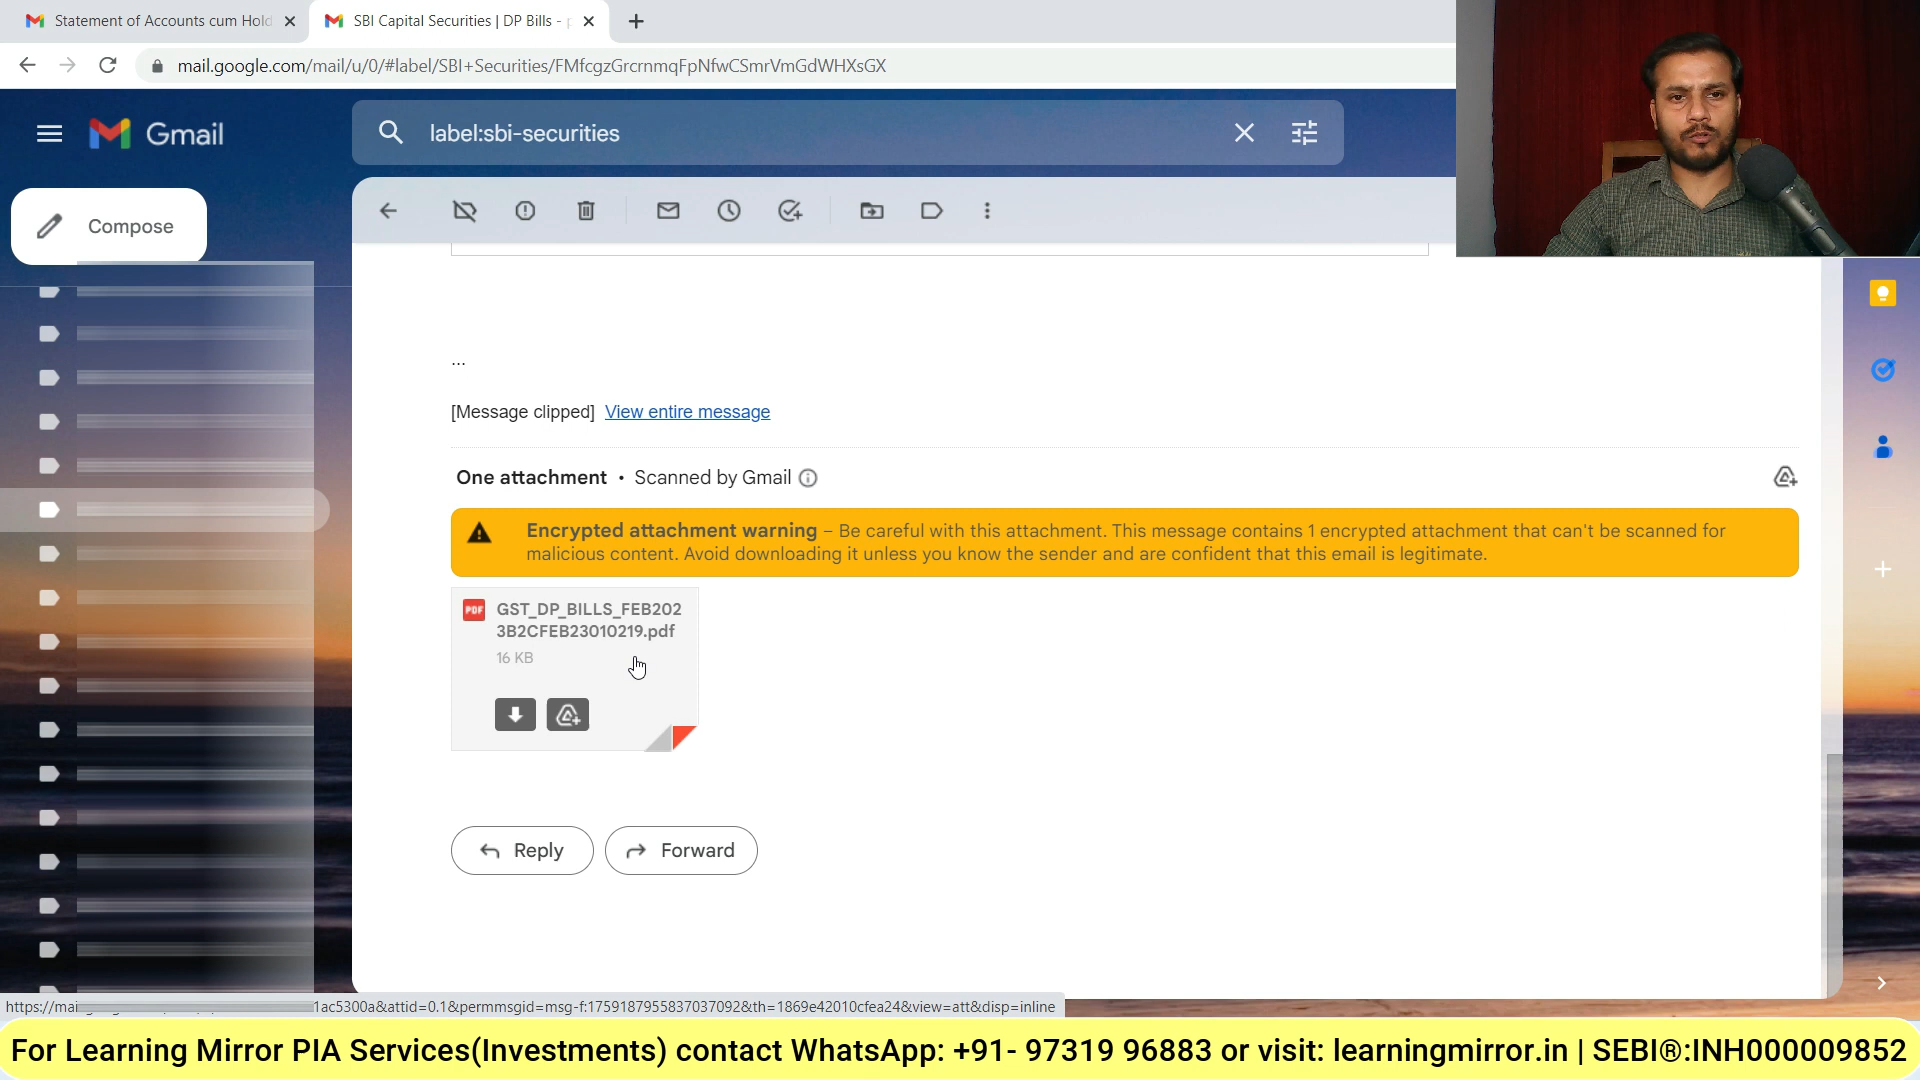 Statement of Accounts cum Hold
SBI Capital Securities | DP Bills -
mail.google.com/mail/u/0/#label/SBI+Securities/FMfcgzGrcrnmqFpNfwCSmrVmGdWHXsGX
Gmail
label:sbi-securities
Compose
...
[Message clipped] View entire message
One attachment • Scanned by Gmail
Encrypted attachment warning – Be careful with this attachment. This message contains 1 encrypted attachment that can't be scanned for
malicious content. Avoid downloading it unless you know the sender and are confident that this email is legitimate.
PDF
GST_DP_BILLS_FEB202
3B2CFEB23010219.pdf
16 KB
Reply
Forward
https://mai 1ac5300a&attid=0.1&permmsgid=msg-f:1759187955837037092&th=1869e42010cfea24&view=att&disp=inline
For Learning Mirror PIA Services(Investments) contact WhatsApp: +91- 97319 96883 or visit: learningmirror.in | SEBI®:INH000009852